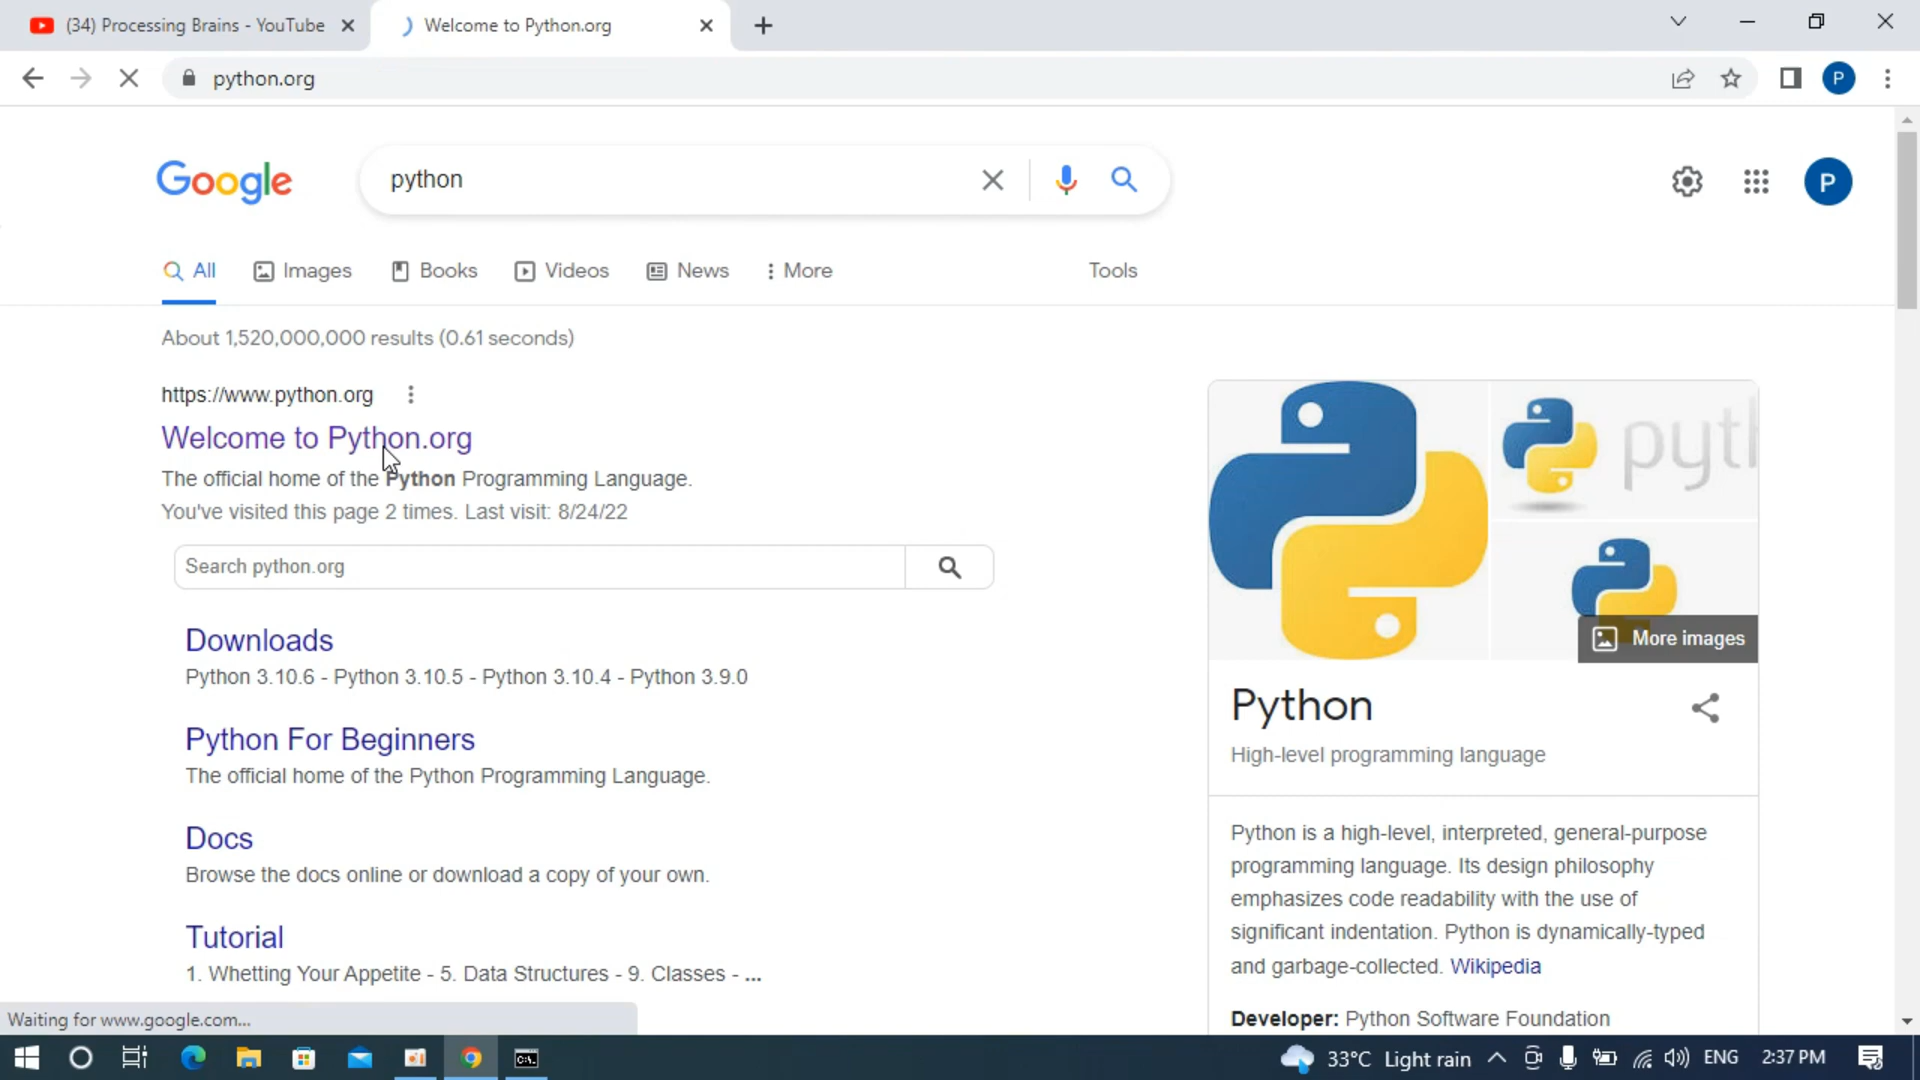 (34) Processing Brains - YouTube
Welcome to Python.org
python.org
P
Google
python
P
All
Images
Books
Videos
News
More
Tools
About 1,520,000,000 results (0.61 seconds)
https://www.python.org
Welcome to Python.org
The official home of the Python Programming Language.
You've visited this page 2 times. Last visit: 8/24/22
Search python.org
Downloads
Python 3.10.6 - Python 3.10.5 - Python 3.10.4 - Python 3.9.0
Python For Beginners
The official home of the Python Programming Language.
Docs
Browse the docs online or download a copy of your own.
Tutorial
1. Whetting Your Appetite - 5. Data Structures - 9. Classes - ...
pyth
More images
Python
High-level programming language
Python is a high-level, interpreted, general-purpose
programming language. Its design philosophy
emphasizes code readability with the use of
significant indentation. Python is dynamically-typed
and garbage-collected. Wikipedia
Developer: Python Software Foundation
Waiting for www.google.com...
33°C Light rain
ENG
2:37 PM